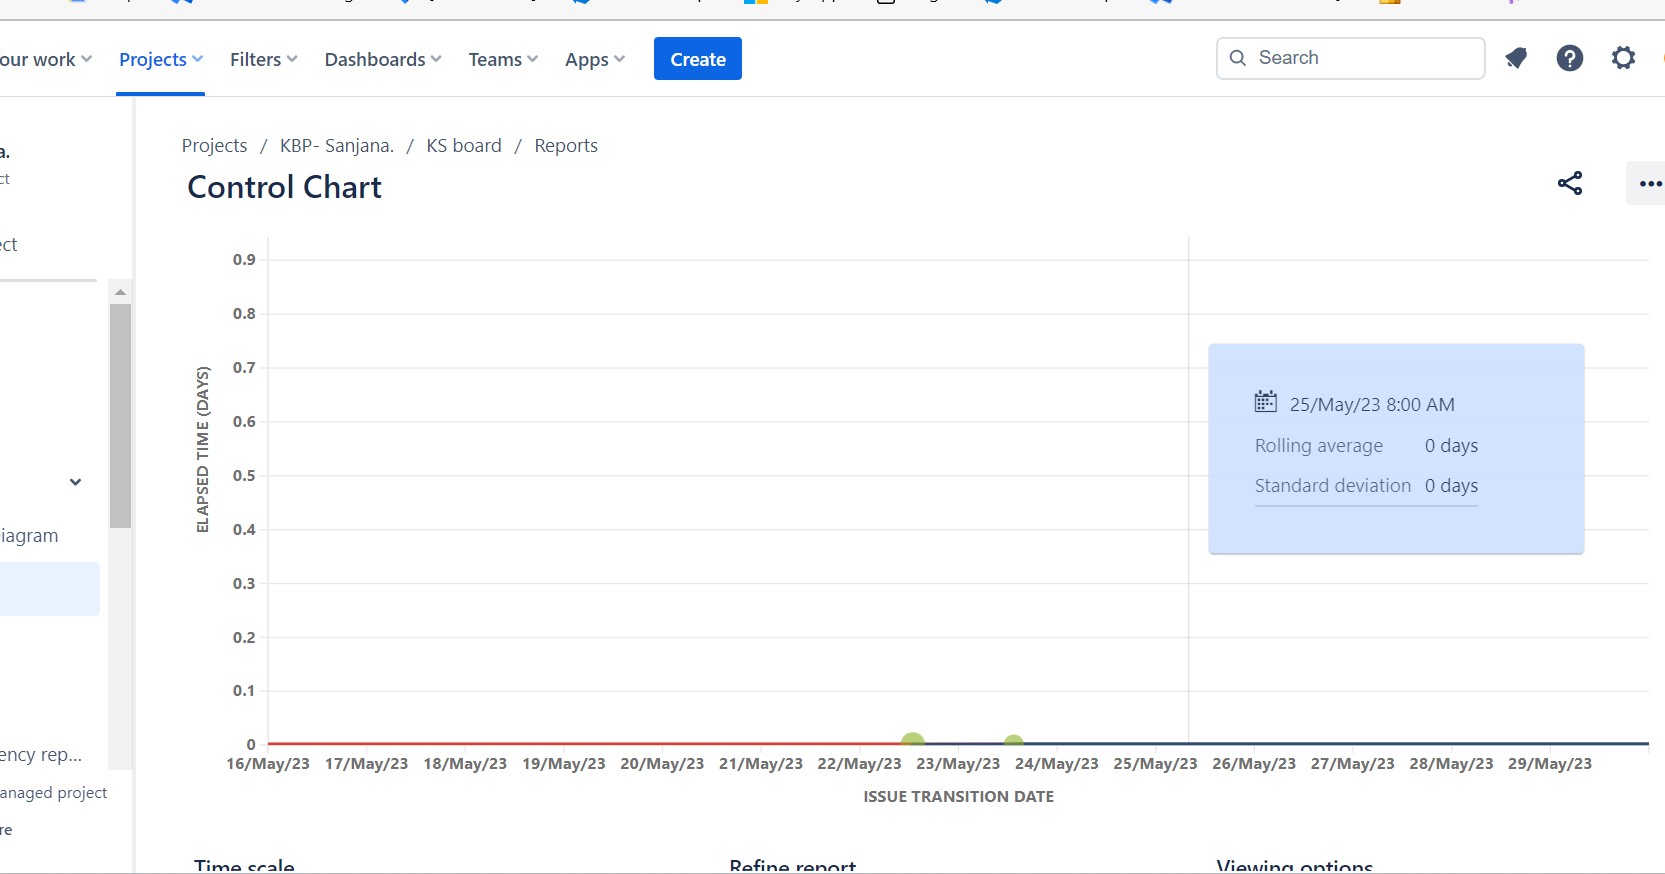 our work Projects Filters Dashboards Teams Apps Create Search
a.
ct
ect
iagram
ency rep...
anaged project
re
Projects / KBP- Sanjana. / KS board / Reports
Control Chart
ELAPSED TIME (DAYS)
0.9
0.8
0.7
0.6
0.5
0.4
0.3
0.2
0.1
0
25/May/23 8:00 AM
Rolling average 0 days
Standard deviation 0 days
16/May/23 17/May/23 18/May/23 19/May/23 20/May/23 21/May/23 22/May/23 23/May/23 24/May/23 25/May/23 26/May/23 27/May/23 28/May/23 29/May/23
ISSUE TRANSITION DATE
Time scale Refine report Viewing options